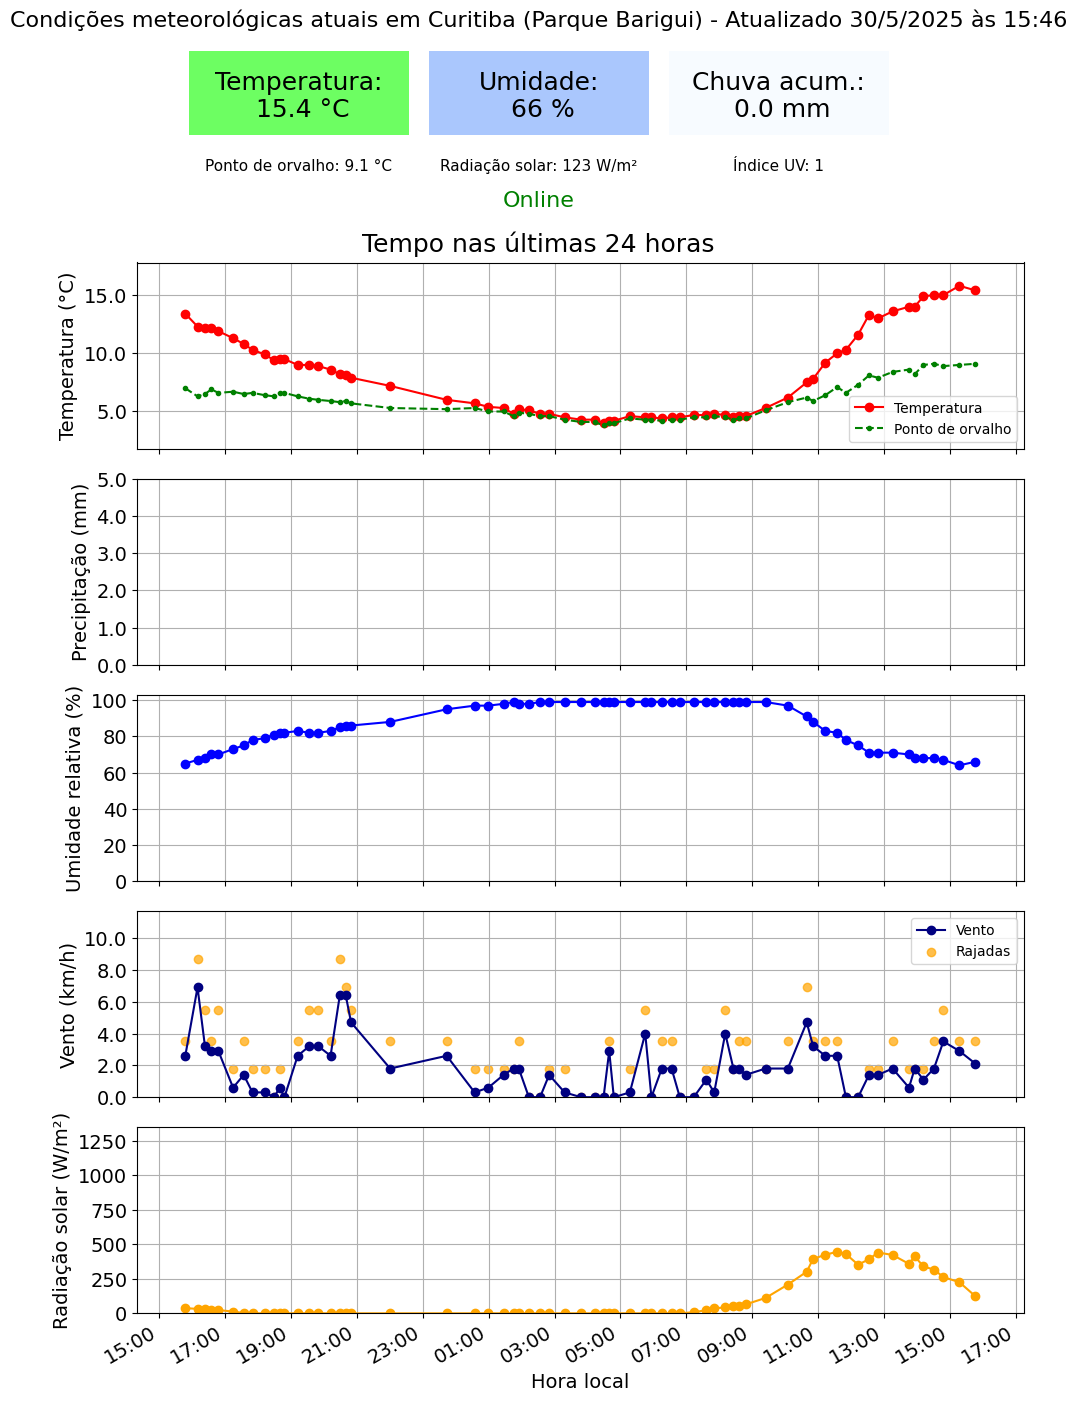 Condições meteorológicas atuais em Curitiba (Parque Barigui) - Atualizado 30/5/2025 às 15:46
Temperatura:
15.4 °C
Umidade:
66 %
Chuva acum.:
0.0 mm
Ponto de orvalho: 9.1 °C
Radiação solar: 123 W/m²
Índice UV: 1
Online
Tempo nas últimas 24 horas
Temperatura (°C)
15.0
10.0
5.0
Temperatura
Ponto de orvalho
Precipitação (mm)
5.0
4.0
3.0
2.0
1.0
0.0
Umidade relativa (%)
100
80
60
40
20
0
Vento (km/h)
10.0
8.0
6.0
4.0
2.0
0.0
Vento
Rajadas
Radiação solar (W/m²)
1250
1000
750
500
250
0
15:00
17:00
19:00
21:00
23:00
01:00
03:00
05:00
07:00
09:00
11:00
13:00
15:00
17:00
Hora local